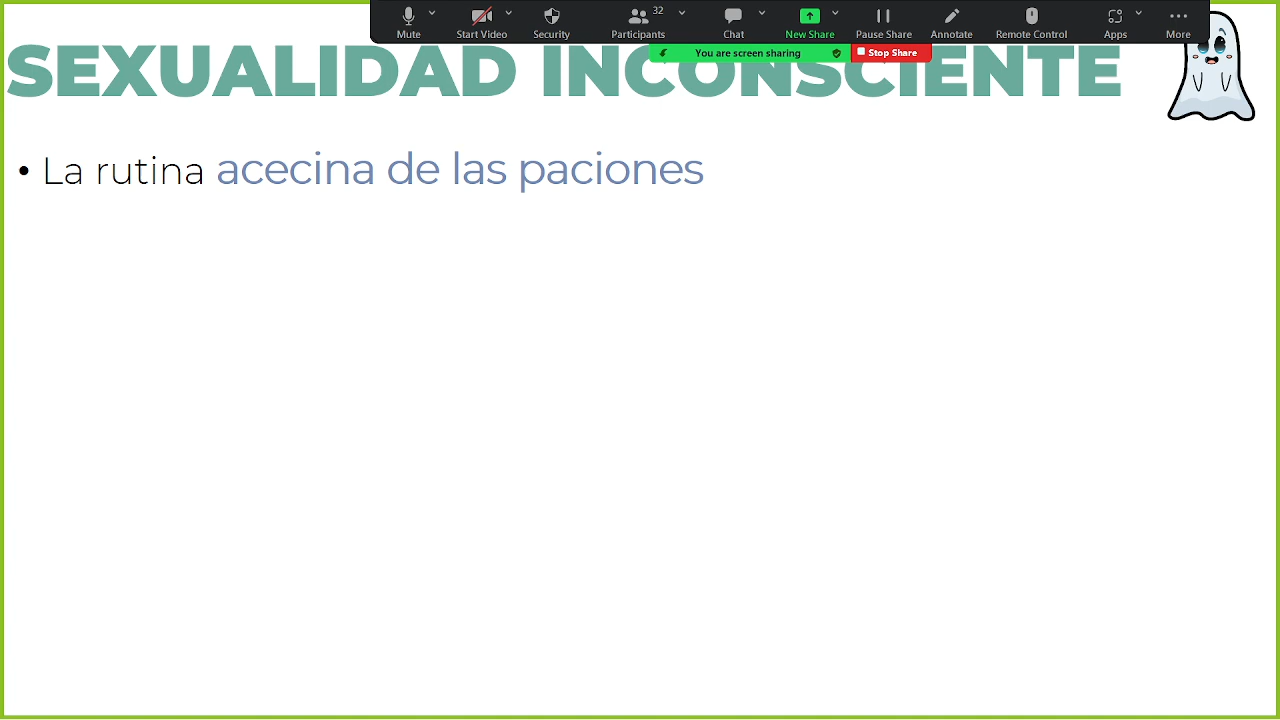 Mute
Start Video
Security
Participants
32
Chat
New Share
Pause Share
Annotate
Remote Control
Apps
More
You are screen sharing
Stop Share
SEXUALIDAD INCONSCIENTE
• La rutina acecina de las paciones